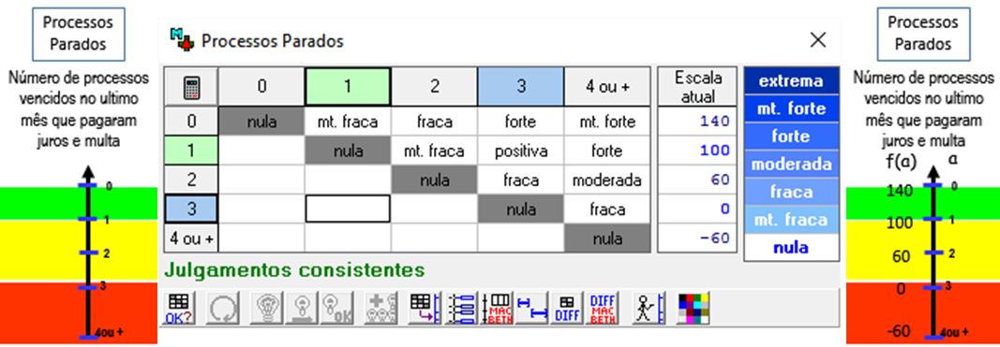 Processos
Parados
Número de processos
vencidos no ultimo
mês que pagaram
juros e multa
0
1
2
3
4ou +
Processos Parados
0 1 2 3 4 ou +
0 nula mt. fraca fraca forte mt. forte
1 nula mt. fraca positiva forte
2 nula fraca moderada
3 nula fraca
4 ou + nula
Escala
atual
140
100
60
0
-60
extrema
mt. forte
forte
moderada
fraca
mt. fraca
nula
Julgamentos consistentes
OK?
OK
MAC
BETH
DIFF
DIFF
MAC
BETH
Processos
Parados
Número de processos
vencidos no ultimo
mês que pagaram
juros e multa
f(a) a
140 0
100 1
60 2
0 3
-60 4ou +